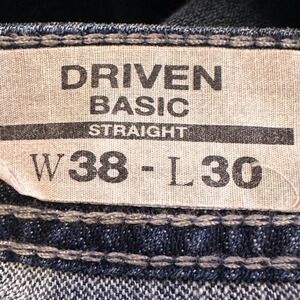 DRIVEN
BASIC
STRAIGHT
W38 - L30